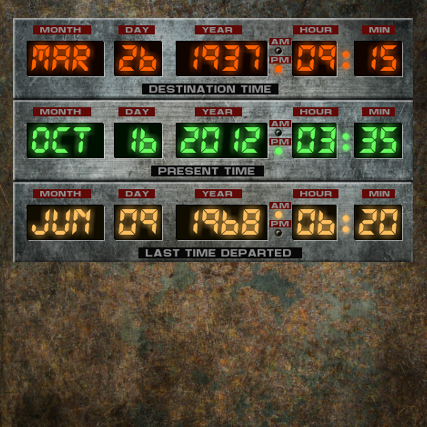 MONTH DAY YEAR AM PM HOUR MIN
MAR 26 1937 09:15
DESTINATION TIME
MONTH DAY YEAR AM PM HOUR MIN
OCT 16 2012 03:35
PRESENT TIME
MONTH DAY YEAR AM PM HOUR MIN
JUN 09 1968 06:20
LAST TIME DEPARTED